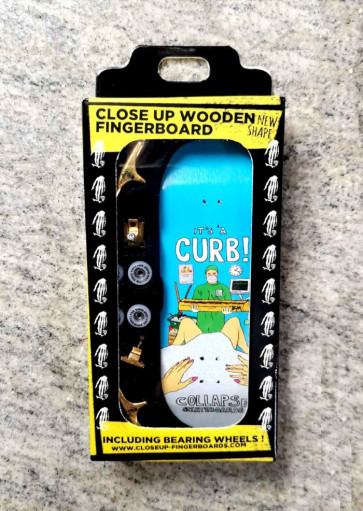 CLOSE UP WOODEN
FINGERBOARD
NEW
SHAPE
IT'S A
CURB!
COLLAPSE
SKATEBOARDS
INCLUDING BEARING WHEELS !
WWW.CLOSEUP-FINGERBOARDS.COM